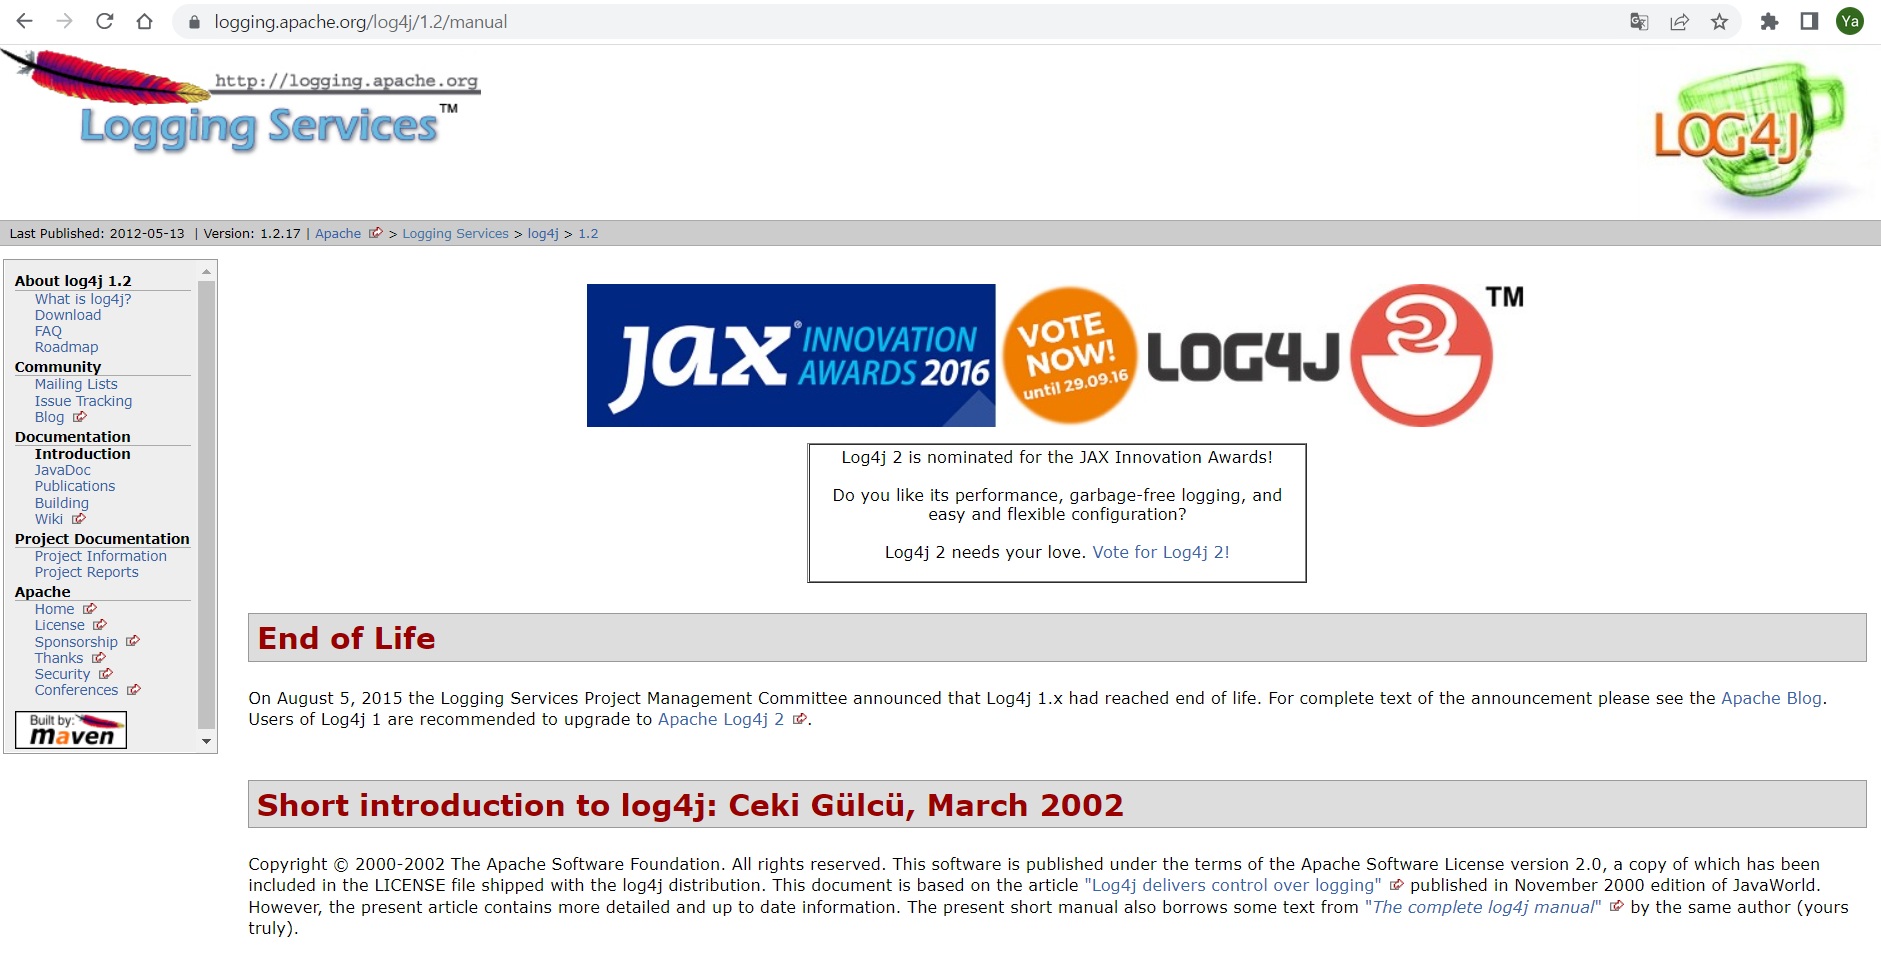 logging.apache.org/log4j/1.2/manual
Ya
http://logging.apache.org
Logging Services™
LOG4J
Last Published: 2012-05-13 | Version: 1.2.17 | Apache > Logging Services > log4j > 1.2
About log4j 1.2
What is log4j?
Download
FAQ
Roadmap
Community
Mailing Lists
Issue Tracking
Blog
Documentation
Introduction
JavaDoc
Publications
Building
Wiki
Project Documentation
Project Information
Project Reports
Apache
Home
License
Sponsorship
Thanks
Security
Conferences
Built by:
maven
JAX® INNOVATION
AWARDS 2016
VOTE
NOW!
until 29.09.16
LOG4J
TM
Log4j 2 is nominated for the JAX Innovation Awards!
Do you like its performance, garbage-free logging, and
easy and flexible configuration?
Log4j 2 needs your love. Vote for Log4j 2!
End of Life
On August 5, 2015 the Logging Services Project Management Committee announced that Log4j 1.x had reached end of life. For complete text of the announcement please see the Apache Blog.
Users of Log4j 1 are recommended to upgrade to Apache Log4j 2 .
Short introduction to log4j: Ceki Gülcü, March 2002
Copyright © 2000-2002 The Apache Software Foundation. All rights reserved. This software is published under the terms of the Apache Software License version 2.0, a copy of which has been
included in the LICENSE file shipped with the log4j distribution. This document is based on the article "Log4j delivers control over logging" published in November 2000 edition of JavaWorld.
However, the present article contains more detailed and up to date information. The present short manual also borrows some text from "The complete log4j manual" by the same author (yours
truly).